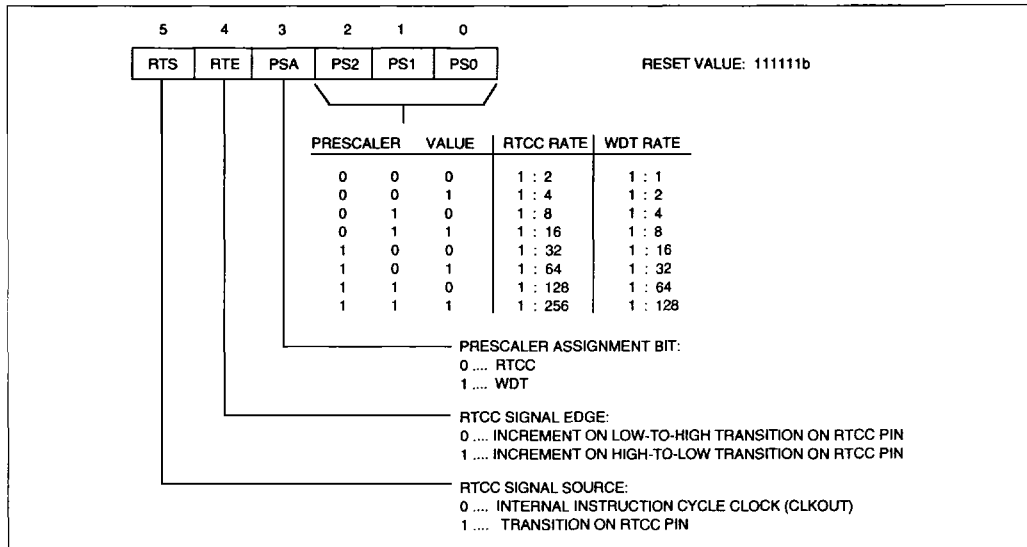 5 4 3 2 1 0
RTS RTE PSA PS2 PS1 PS0 RESET VALUE: 111111b
PRESCALER VALUE RTCC RATE WDT RATE
0 0 0 1 : 2 1 : 1
0 0 1 1 : 4 1 : 2
0 1 0 1 : 8 1 : 4
0 1 1 1 : 16 1 : 8
1 0 0 1 : 32 1 : 16
1 0 1 1 : 64 1 : 32
1 1 0 1 : 128 1 : 64
1 1 1 1 : 256 1 : 128
PRESCALER ASSIGNMENT BIT:
0 .... RTCC
1 .... WDT
RTCC SIGNAL EDGE:
0 .... INCREMENT ON LOW-TO-HIGH TRANSITION ON RTCC PIN
1 .... INCREMENT ON HIGH-TO-LOW TRANSITION ON RTCC PIN
RTCC SIGNAL SOURCE:
0 .... INTERNAL INSTRUCTION CYCLE CLOCK (CLKOUT)
1 .... TRANSITION ON RTCC PIN